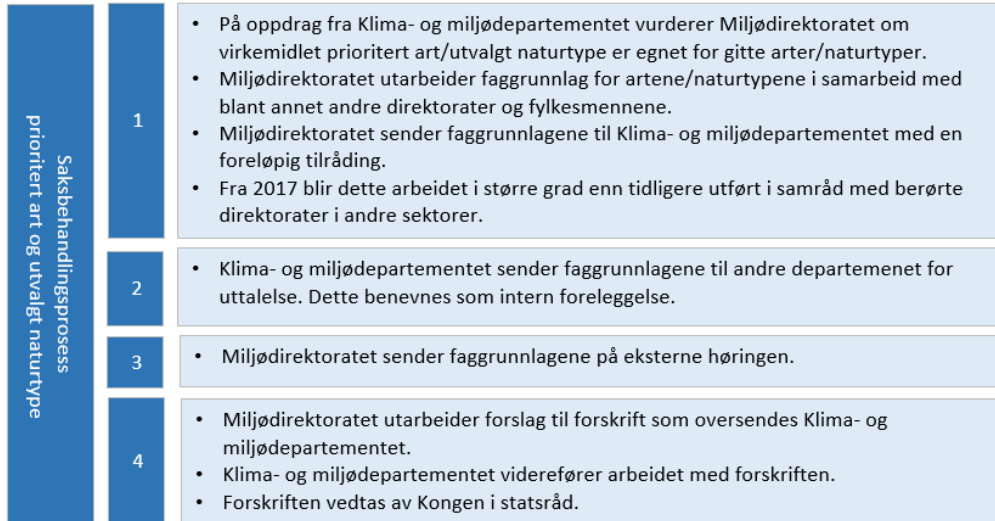 Saksbehandlingsprosess
prioritert art og utvalgt naturtype
1
• På oppdrag fra Klima- og miljødepartementet vurderer Miljødirektoratet om
virkemidlet prioritert art/utvalgt naturtype er egnet for gitte arter/naturtyper.
• Miljødirektoratet utarbeider faggrunnlag for artene/naturtypene i samarbeid med
blant annet andre direktorater og fylkesmennene.
• Miljødirektoratet sender faggrunnlagene til Klima- og miljødepartementet med en
foreløpig tilråding.
• Fra 2017 blir dette arbeidet i større grad enn tidligere utført i samråd med berørte
direktorater i andre sektorer.
2
• Klima- og miljødepartementet sender faggrunnlagene til andre departemenet for
uttalelse. Dette benevnes som intern foreleggelse.
3
• Miljødirektoratet sender faggrunnlagene på eksterne høringen.
4
• Miljødirektoratet utarbeider forslag til forskrift som oversendes Klima- og
miljødepartementet.
• Klima- og miljødepartementet viderefører arbeidet med forskriften.
• Forskriften vedtas av Kongen i statsråd.